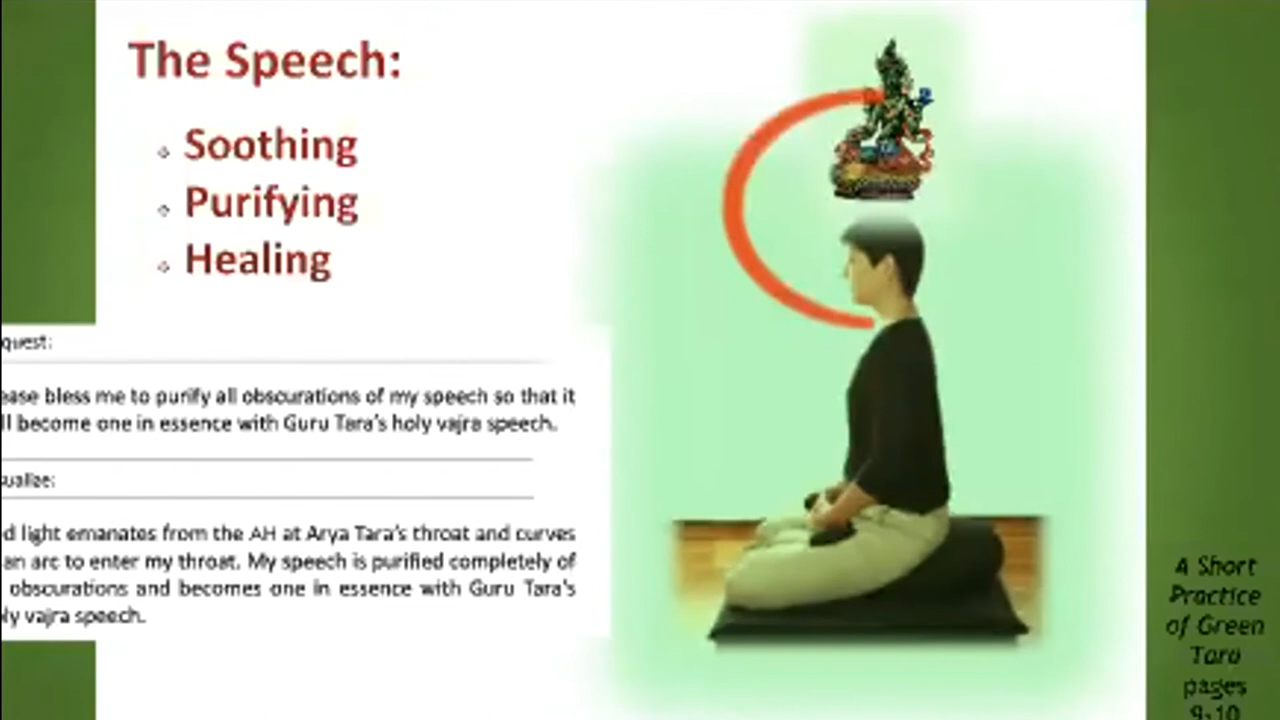 The Speech:
Soothing
Purifying
Healing
quest:
ease bless me to purify all obscurations of my speech so that it
ll become one in essence with Guru Tara's holy vajra speech.
sualize:
d light emanates from the AH at Arya Tara's throat and curves
an arc to enter my throat. My speech is purified completely of
obscurations and becomes one in essence with Guru Tara's
ly vajra speech.
A Short
Practice
of Green
Tara
pages
9-10